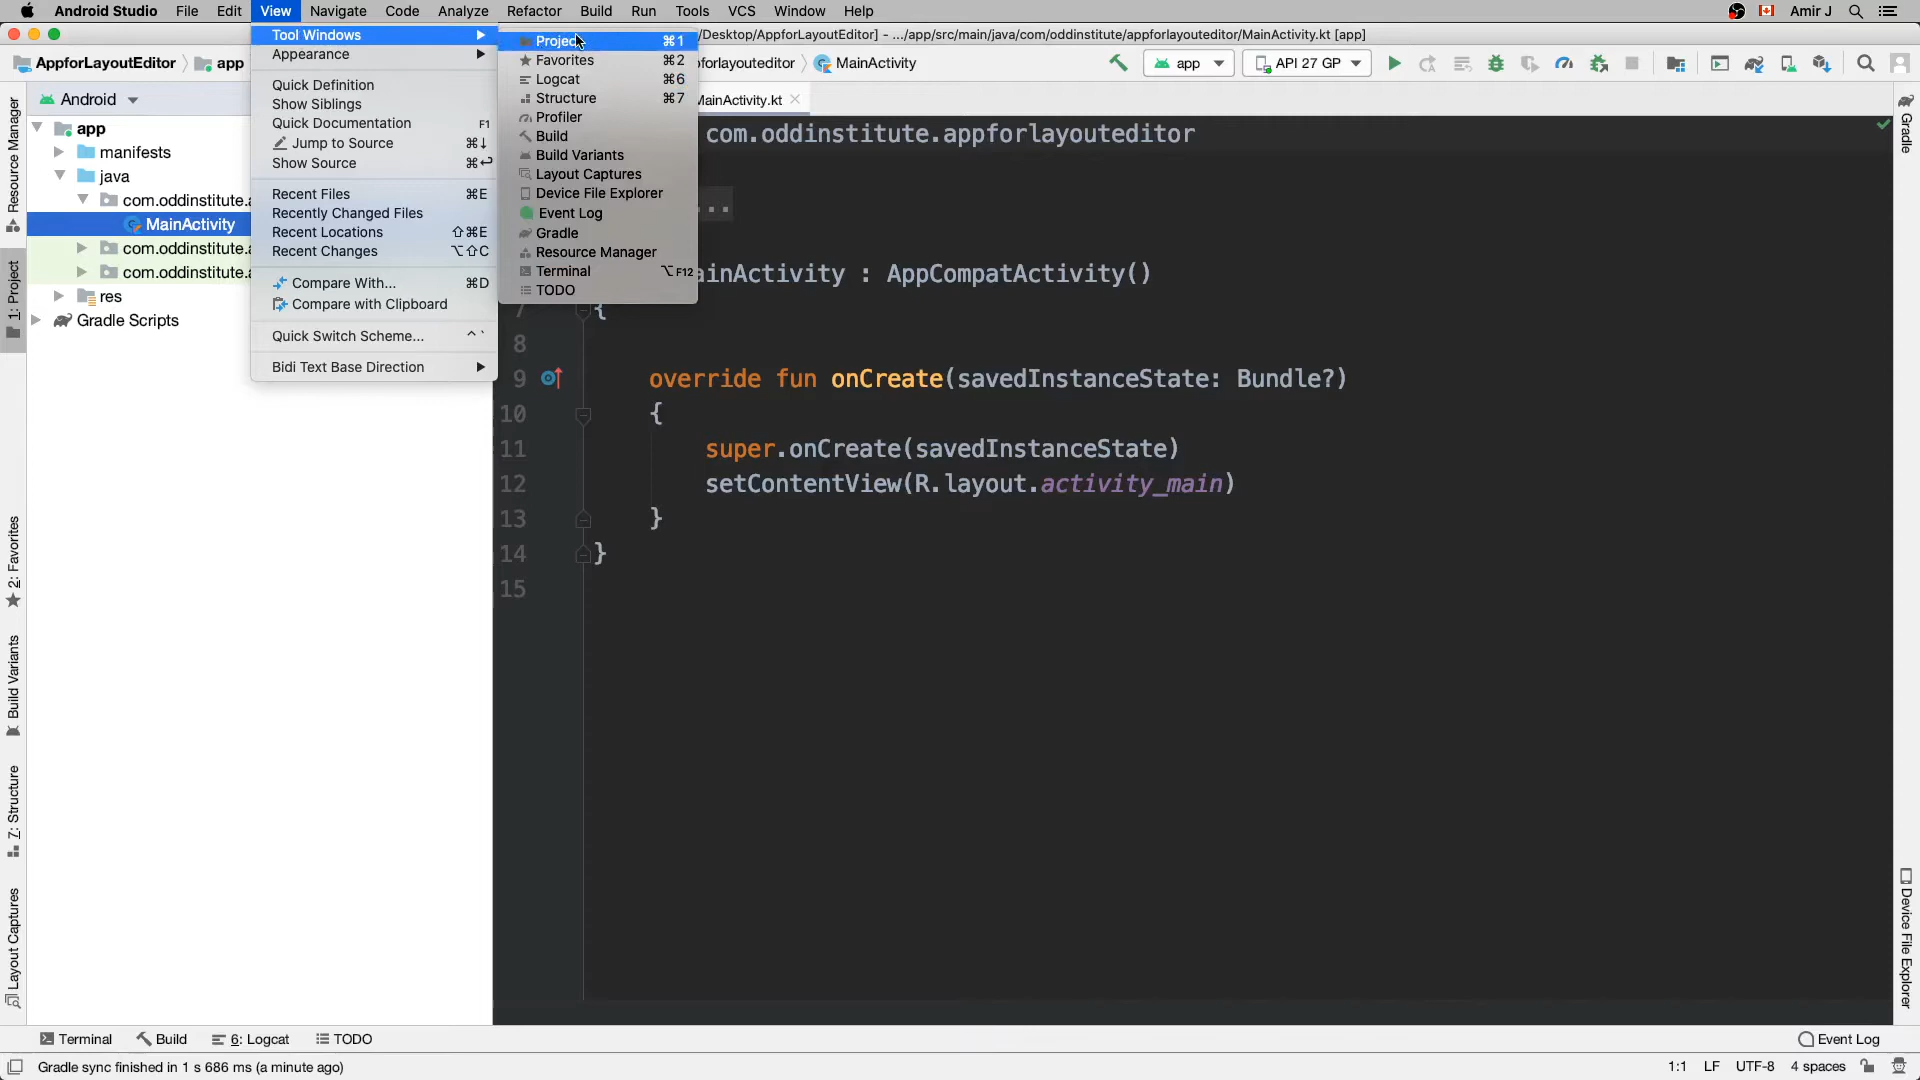 Android Studio File Edit View Navigate Code Analyze Refactor Build Run Tools VCS Window Help Amir J
/Desktop/AppforLayoutEditor] - .../app/src/main/java/com/oddinstitute/appforlayouteditor/MainActivity.kt [app]
AppforLayoutEditor app forlayouteditor MainActivity app API 27 GP
Android MainActivity.kt
app
manifests
java
com.oddinstitute.a
MainActivity
com.oddinstitute.a
com.oddinstitute.a
res
Gradle Scripts
Tool Windows
Appearance
Quick Definition
Show Siblings
Quick Documentation F1
Jump to Source ⌘↓
Show Source ⌘↩
Recent Files ⌘E
Recently Changed Files
Recent Locations ⇧⌘E
Recent Changes ⌥⇧C
Compare With... ⌘D
Compare with Clipboard
Quick Switch Scheme... ^ `
Bidi Text Base Direction
Project ⌘1
Favorites ⌘2
Logcat ⌘6
Structure ⌘7
Profiler
Build
Build Variants
Layout Captures
Device File Explorer
Event Log
Gradle
Resource Manager
Terminal ⌥F12
TODO
com.oddinstitute.appforlayouteditor
...
ainActivity : AppCompatActivity()
7 {
8
9 override fun onCreate(savedInstanceState: Bundle?)
10 {
11 super.onCreate(savedInstanceState)
12 setContentView(R.layout.activity_main)
13 }
14 }
15
Resource Manager
1: Project
2: Favorites
Build Variants
7: Structure
Layout Captures
Gradle
Device File Explorer
Terminal Build 6: Logcat TODO Event Log
Gradle sync finished in 1 s 686 ms (a minute ago) 1:1 LF UTF-8 4 spaces